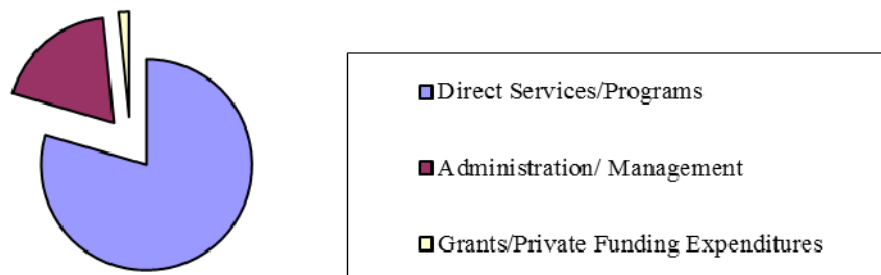 Direct Services/Programs
Administration/ Management
Grants/Private Funding Expenditures